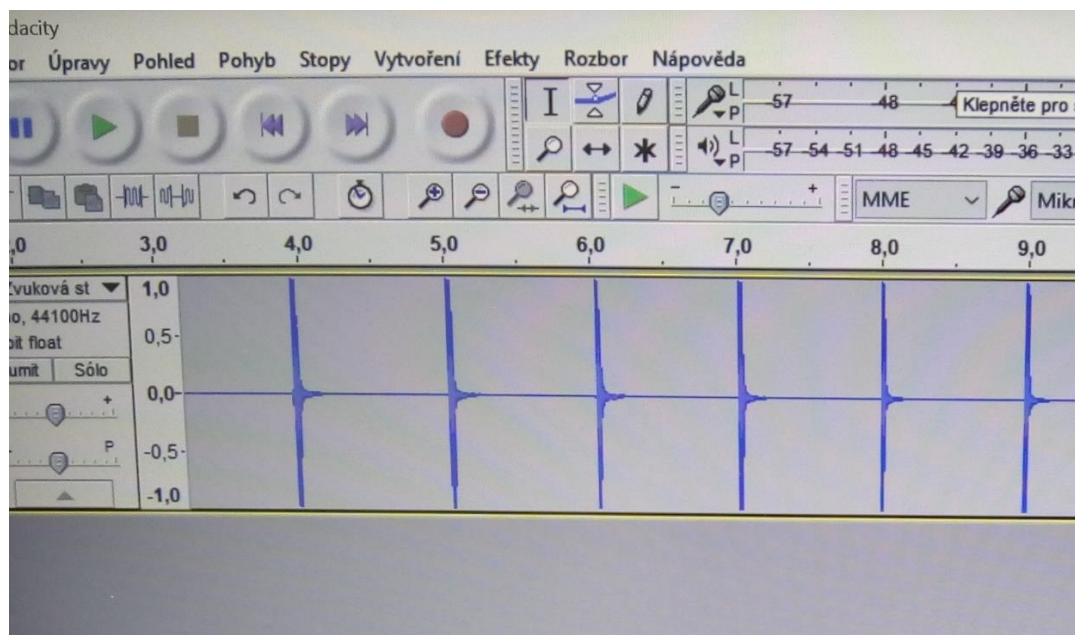 dacity
or Úpravy Pohled Pohyb Stopy Vytvoření Efekty Rozbor Nápověda
L
P
-57 -48 -4 Klepněte pro
L
P
-57 -54 -51 -48 -45 -42 -39 -36 -33
- +
MME
Mikr
,0 3,0 4,0 5,0 6,0 7,0 8,0 9,0
vuková st
1,0
o, 44100Hz
0,5
bit float
umit Sólo
0,0
+
P
-0,5
-1,0